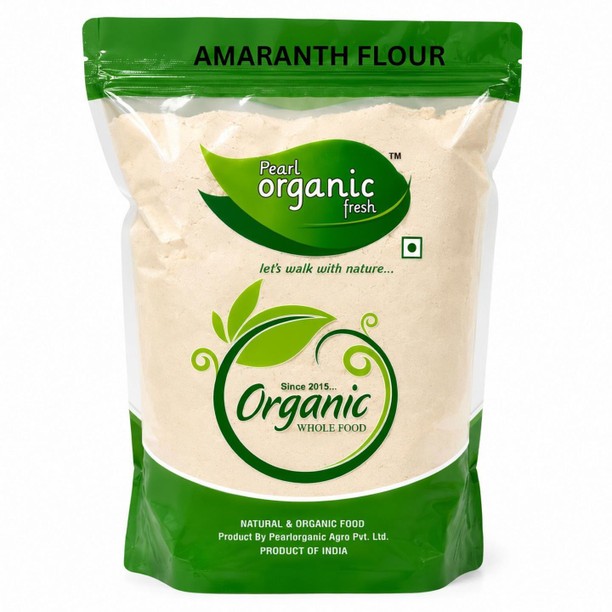 AMARANTH FLOUR
Pearl
organic
fresh
TM
let's walk with nature...
Since 2015...
Organic
WHOLE FOOD
NATURAL & ORGANIC FOOD
Product By Pearlorganic Agro Pvt. Ltd.
PRODUCT OF INDIA